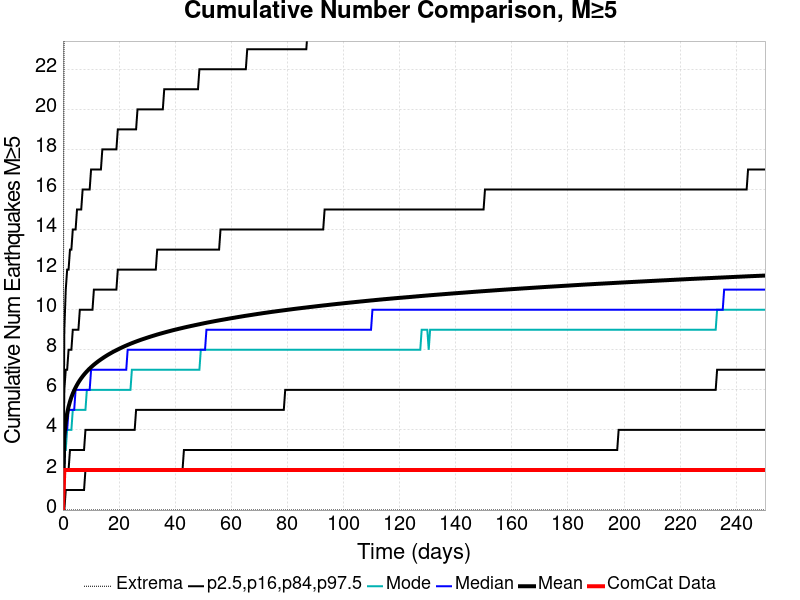 Cumulative Number Comparison, M≥5
Cumulative Num Earthquakes M≥5
22
20
18
16
14
12
10
8
6
4
2
0
0 20 40 60 80 100 120 140 160 180 200 220 240
Time (days)
Extrema p2.5,p16,p84,p97.5 Mode Median Mean ComCat Data